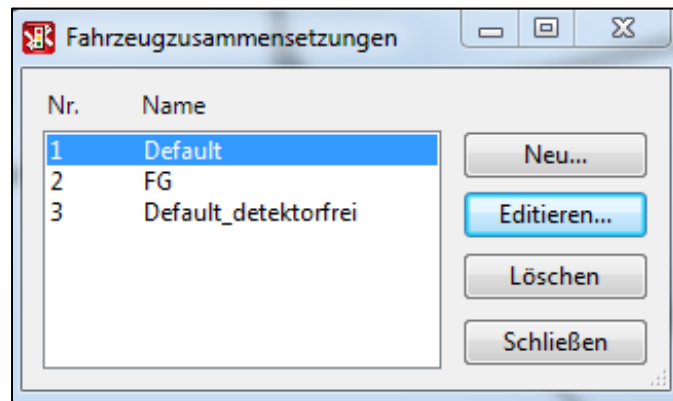 Fahrzeugzusammensetzungen
Nr. Name
1 Default
2 FG
3 Default_detektorfrei
Neu...
Editieren...
Löschen
Schließen